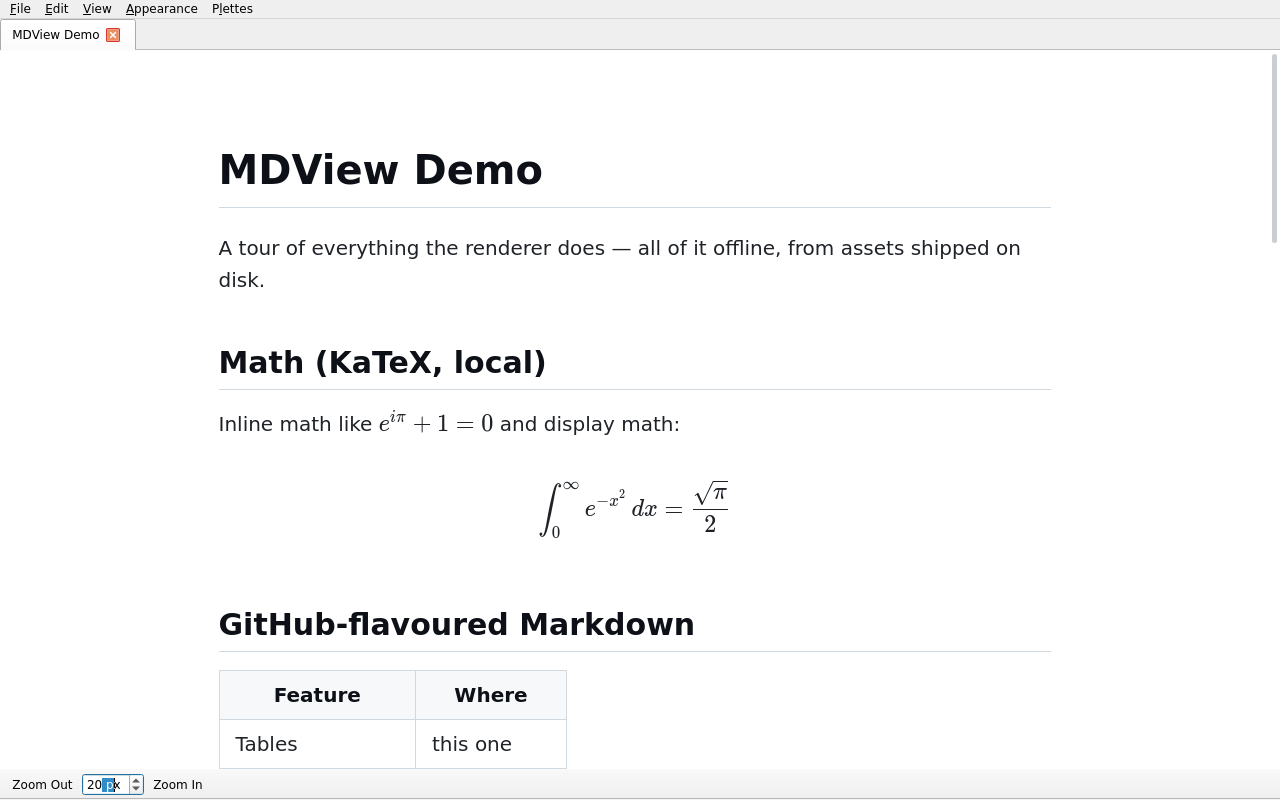 File Edit View Appearance Plettes
MDView Demo
MDView Demo
A tour of everything the renderer does — all of it offline, from assets shipped on
disk.
Math (KaTeX, local)
Inline math like e^{iπ} + 1 = 0 and display math:
∫_0^∞ e^{-x^2} dx = √π / 2
GitHub-flavoured Markdown
Feature Where
Tables this one
Zoom Out 20 px Zoom In